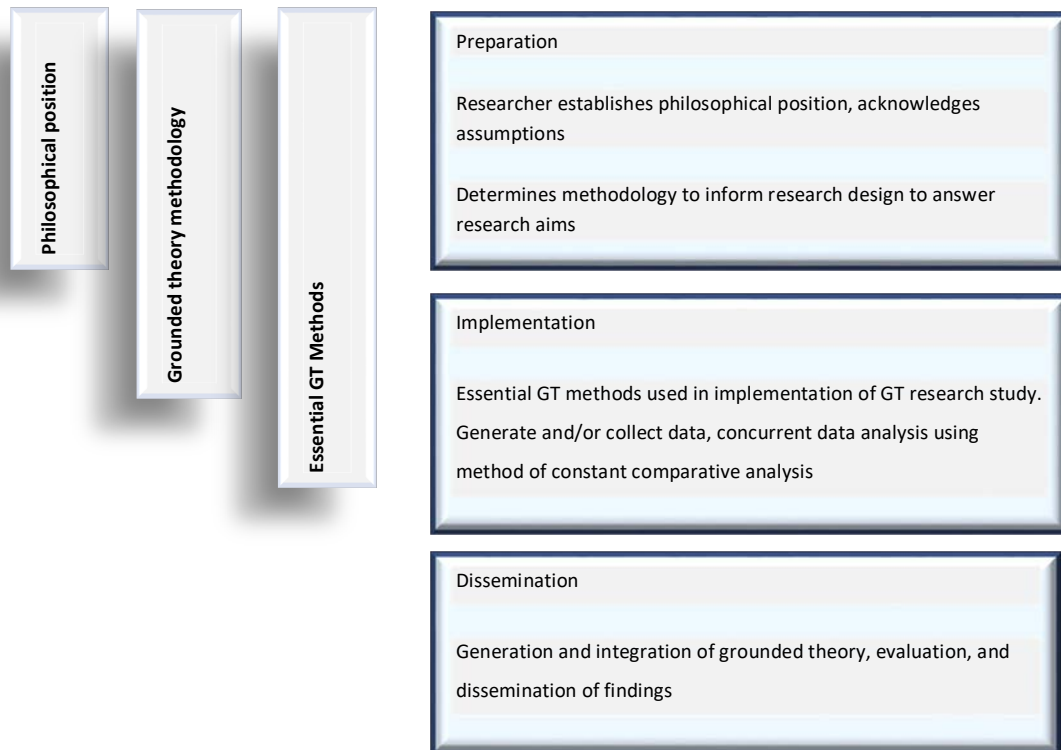 Philosophical position
Grounded theory methodology
Essential GT Methods
Preparation
Researcher establishes philosophical position, acknowledges
assumptions
Determines methodology to inform research design to answer
research aims
Implementation
Essential GT methods used in implementation of GT research study.
Generate and/or collect data, concurrent data analysis using
method of constant comparative analysis
Dissemination
Generation and integration of grounded theory, evaluation, and
dissemination of findings